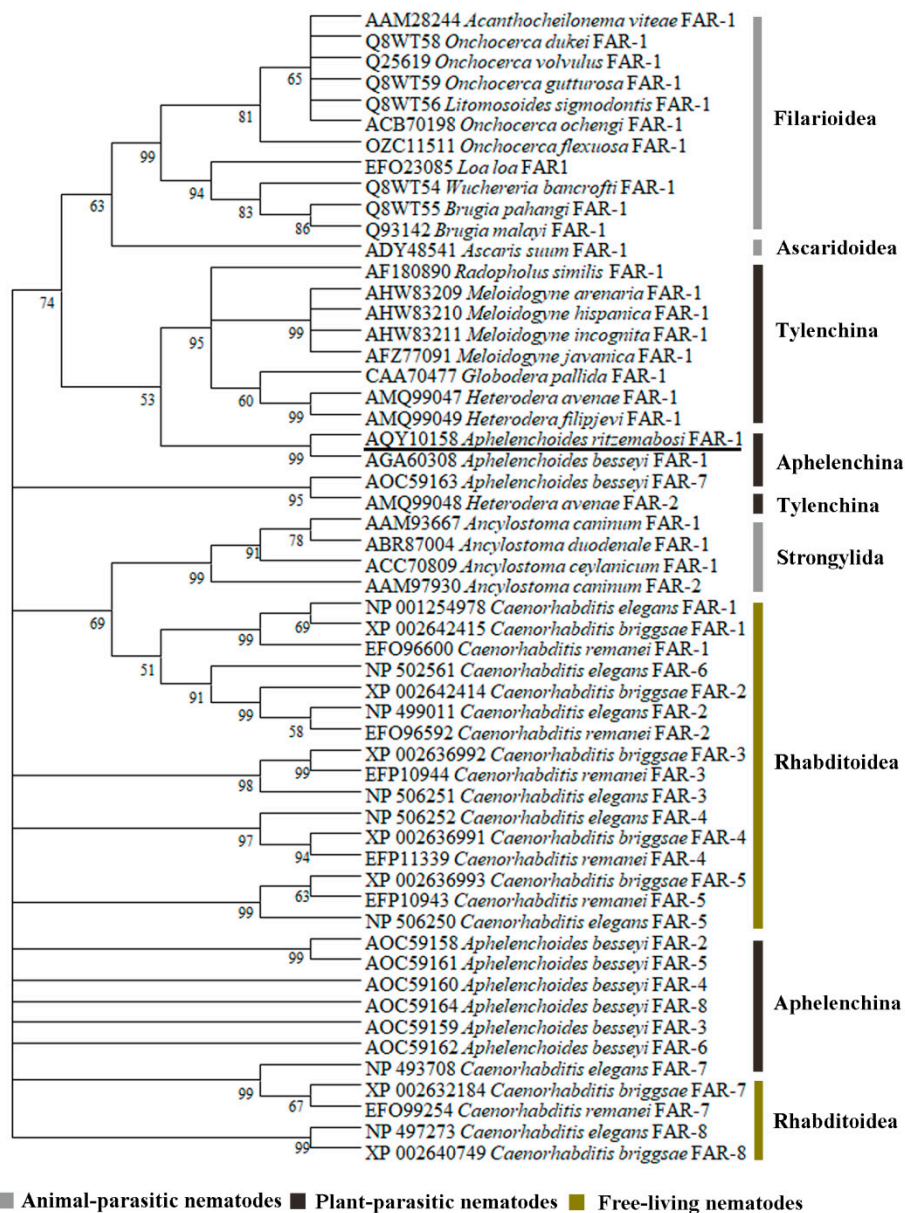 AAM28244 Acanthocheilonema viteae FAR-1
Q8WT58 Onchocerca dukei FAR-1
Q25619 Onchocerca volvulus FAR-1
65
Q8WT59 Onchocerca gutturosa FAR-1
Q8WT56 Litomosoides sigmodontis FAR-1
Filarioidea
81
ACB70198 Onchocerca ochengi FAR-1
OZC11511 Onchocerca flexuosa FAR-1
99
EFO23085 Loa loa FAR1
94
Q8WT54 Wuchereria bancrofti FAR-1
63
83
Q8WT55 Brugia pahangi FAR-1
86
Q93142 Brugia malayi FAR-1
ADY48541 Ascaris suum FAR-1
Ascaridoidea
AF180890 Radopholus similis FAR-1
74
AHW83209 Meloidogyne arenaria FAR-1
AHW83210 Meloidogyne hispanica FAR-1
99
AHW83211 Meloidogyne incognita FAR-1
Tylenchina
95
AFZ77091 Meloidogyne javanica FAR-1
CAA70477 Globodera pallida FAR-1
53
60
AMQ99047 Heterodera avenae FAR-1
99
AMQ99049 Heterodera filipjevi FAR-1
AQY10158 Aphelenchoides ritzemabosi FAR-1
99
AGA60308 Aphelenchoides besseyi FAR-1
Aphelenchina
AOC59163 Aphelenchoides besseyi FAR-7
95
AMQ99048 Heterodera avenae FAR-2
Tylenchina
AAM93667 Ancylostoma caninum FAR-1
78
ABR87004 Ancylostoma duodenale FAR-1
91
Strongylida
ACC70809 Ancylostoma ceylanicum FAR-1
99
AAM97930 Ancylostoma caninum FAR-2
NP 001254978 Caenorhabditis elegans FAR-1
69
69
XP 002642415 Caenorhabditis briggsae FAR-1
99
EFO96600 Caenorhabditis remanei FAR-1
51
NP 502561 Caenorhabditis elegans FAR-6
91
XP 002642414 Caenorhabditis briggsae FAR-2
99
NP 499011 Caenorhabditis elegans FAR-2
58
EFO96592 Caenorhabditis remanei FAR-2
XP 002636992 Caenorhabditis briggsae FAR-3
Rhabditoidea
99
EFP10944 Caenorhabditis remanei FAR-3
98
NP 506251 Caenorhabditis elegans FAR-3
NP 506252 Caenorhabditis elegans FAR-4
97
XP 002636991 Caenorhabditis briggsae FAR-4
94
EFP11339 Caenorhabditis remanei FAR-4
XP 002636993 Caenorhabditis briggsae FAR-5
63
EFP10943 Caenorhabditis remanei FAR-5
99
NP 506250 Caenorhabditis elegans FAR-5
AOC59158 Aphelenchoides besseyi FAR-2
99
AOC59161 Aphelenchoides besseyi FAR-5
AOC59160 Aphelenchoides besseyi FAR-4
AOC59164 Aphelenchoides besseyi FAR-8
Aphelenchina
AOC59159 Aphelenchoides besseyi FAR-3
AOC59162 Aphelenchoides besseyi FAR-6
NP 493708 Caenorhabditis elegans FAR-7
99
XP 002632184 Caenorhabditis briggsae FAR-7
67
EFO99254 Caenorhabditis remanei FAR-7
Rhabditoidea
NP 497273 Caenorhabditis elegans FAR-8
99
XP 002640749 Caenorhabditis briggsae FAR-8
Animal-parasitic nematodes
Plant-parasitic nematodes
Free-living nematodes